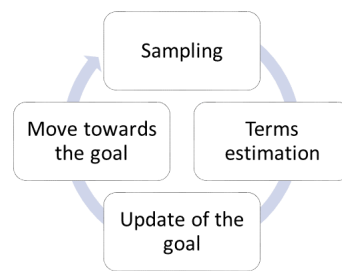 Sampling
Terms
estimation
Update of the
goal
Move towards
the goal